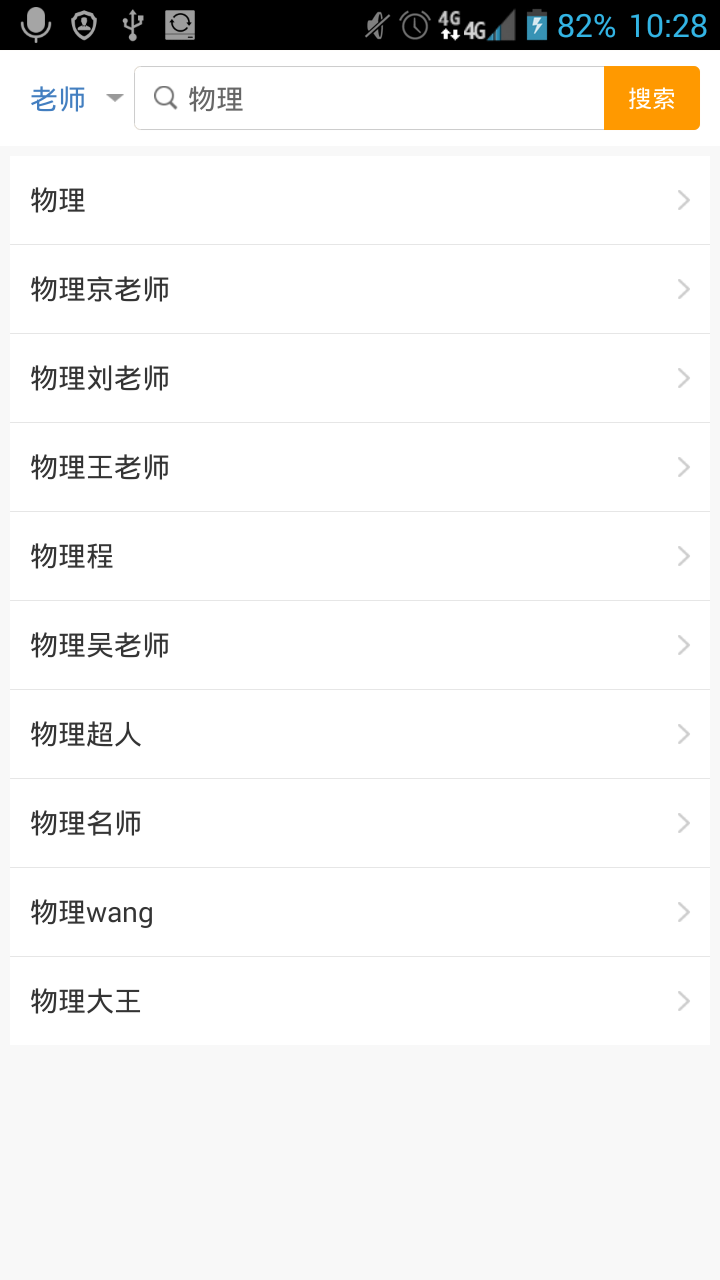 4G 4G 82% 10:28
老师 物理 搜索
物理
物理京老师
物理刘老师
物理王老师
物理程
物理吴老师
物理超人
物理名师
物理wang
物理大王